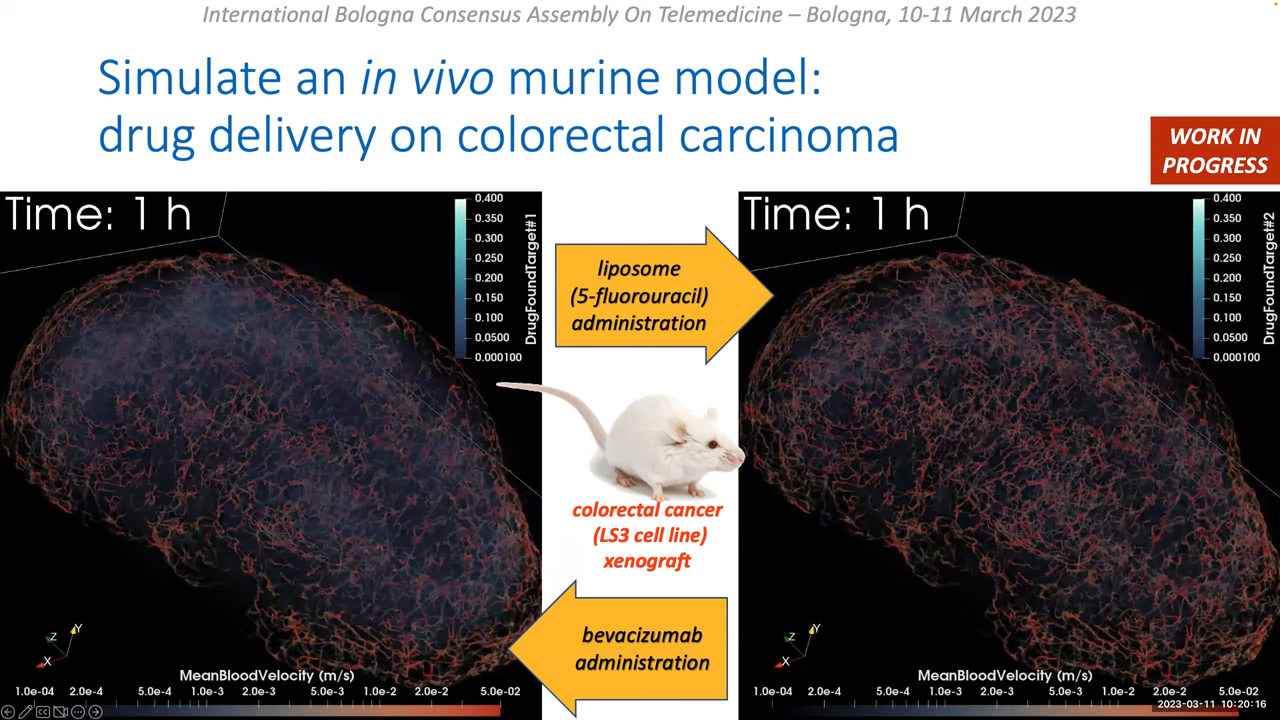 International Bologna Consensus Assembly On Telemedicine – Bologna, 10-11 March 2023
Simulate an in vivo murine model:
drug delivery on colorectal carcinoma
WORK IN
PROGRESS
Time: 1 h
0.400
0.350
0.300
0.250
0.200
0.150
0.100
0.0500
0.000100
DrugFoundTarget#1
liposome
(5-fluorouracil)
administration
Time: 1 h
0.400
0.350
0.300
0.250
0.200
0.150
0.100
0.0500
0.000100
DrugFoundTarget#2
colorectal cancer
(LS3 cell line)
xenograft
bevacizumab
administration
Z
Y
X
MeanBloodVelocity (m/s)
1.0e-04 2.0e-4 5.0e-4 1.0e-3 2.0e-3 5.0e-3 1.0e-2 2.0e-2 5.0e-02
CC
Z
Y
X
MeanBloodVelocity (m/s)
1.0e-04 2.0e-4 5.0e-4 1.0e-3 2.0e-3 5.0e-3 1.0e-2 2.0e-2 5.0e-02
2023-03-11 10:20:16